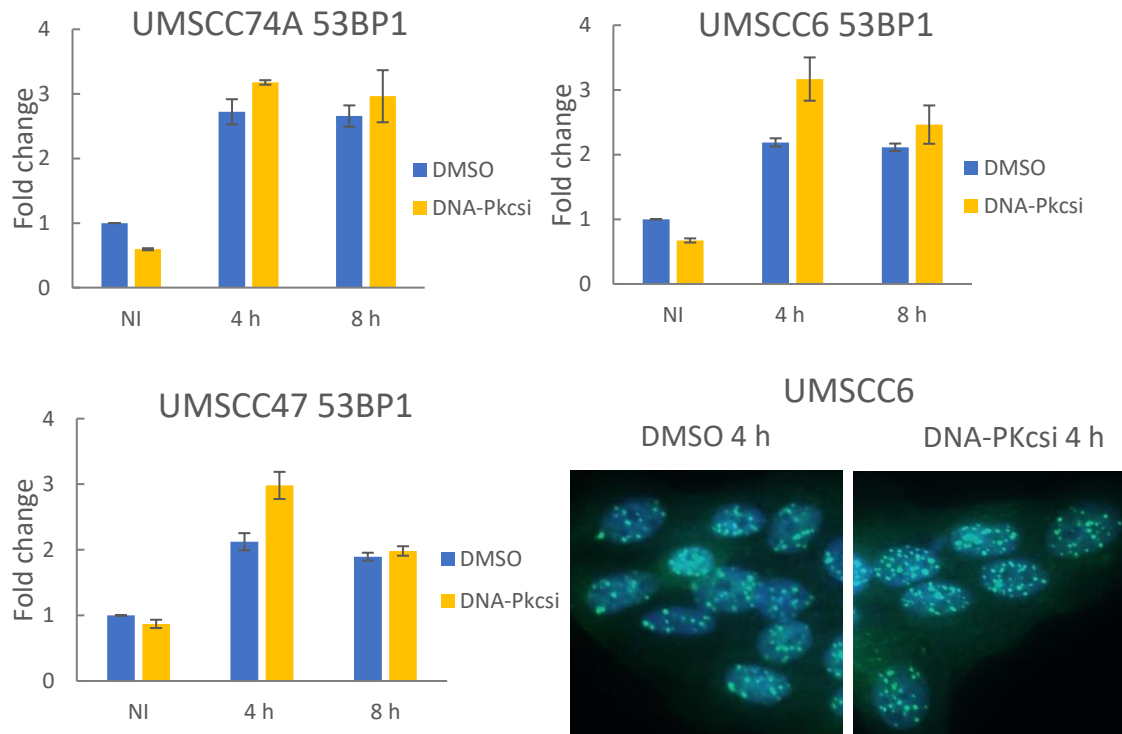 UMSCC74A 53BP1
4
3
2
1
0
Fold change
NI
4 h
8 h
DMSO
DNA-Pkcsi
UMSCC6 53BP1
4
3
2
1
0
Fold change
NI
4 h
8 h
DMSO
DNA-Pkcsi
UMSCC47 53BP1
4
3
2
1
0
Fold change
NI
4 h
8 h
DMSO
DNA-Pkcsi
UMSCC6
DMSO 4 h
DNA-PKcsi 4 h